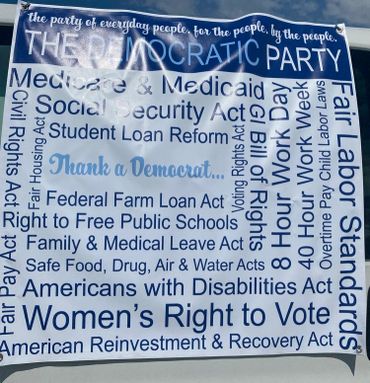 the party of everyday people, for the people, by the people.
THE DEMOCRATIC PARTY
Medicare & Medicaid
Social Security Act
Student Loan Reform
Thank a Democrat...
Federal Farm Loan Act
Right to Free Public Schools
Family & Medical Leave Act
Safe Food, Drug, Air & Water Acts
Americans with Disabilities Act
Women's Right to Vote
American Reinvestment & Recovery Act
Civil Rights Act
Fair Housing Act
Fair Pay Act
Voting Rights Act
GI Bill of Rights
8 Hour Work Day
40 Hour Work Week
Overtime Pay Child Labor Laws
Fair Labor Standards